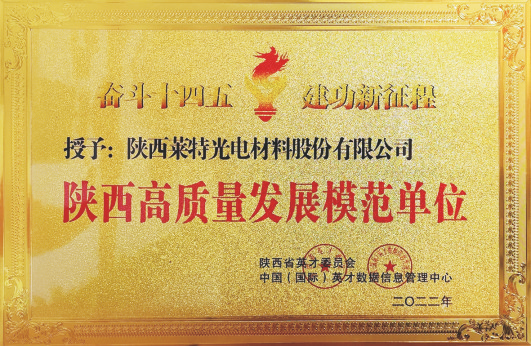 奋斗十四五 建功新征程
授予：陕西莱特光电材料股份有限公司
陕西高质量发展模范单位
陕西省英才委员会
中国（国际）英才数据信息管理中心
二〇二二年